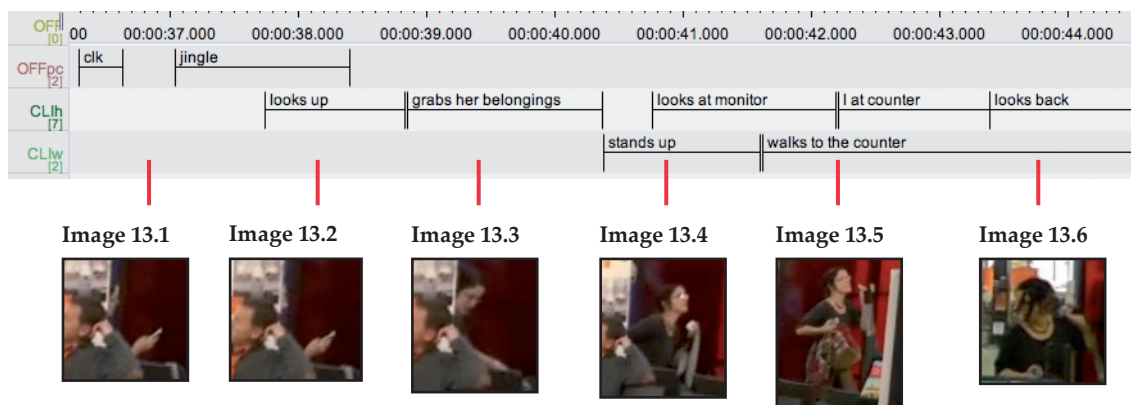 OFF
[0]
00 00:00:37.000 00:00:38.000 00:00:39.000 00:00:40.000 00:00:41.000 00:00:42.000 00:00:43.000 00:00:44.000
OFFpc
[2]
clk jingle
CLIh
[7]
looks up grabs her belongings looks at monitor l at counter looks back
CLIw
[2]
stands up walks to the counter
Image 13.1 Image 13.2 Image 13.3 Image 13.4 Image 13.5 Image 13.6